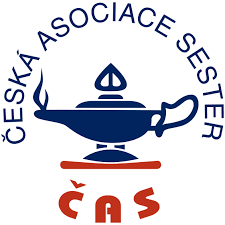 ČESKÁ ASOCIACE SESTER
ČAS